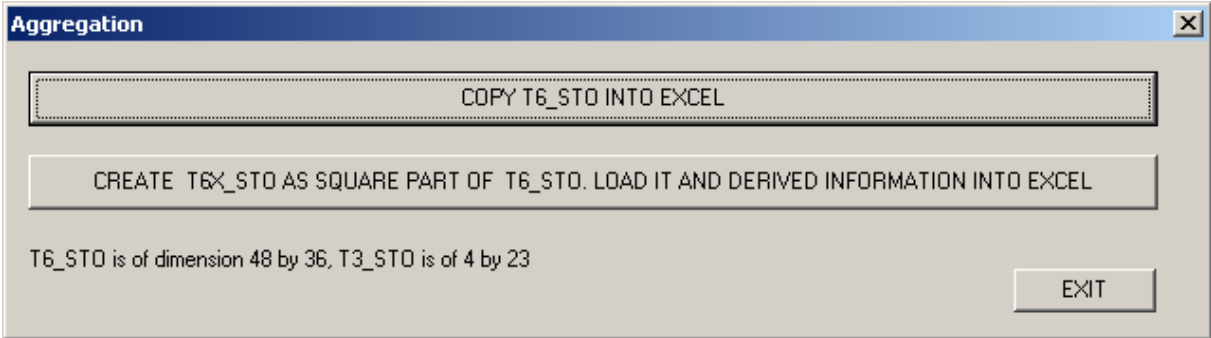 Aggregation
COPY T6_STO INTO EXCEL
CREATE T6X_STO AS SQUARE PART OF T6_STO. LOAD IT AND DERIVED INFORMATION INTO EXCEL
T6_STO is of dimension 48 by 36, T3_STO is of 4 by 23
EXIT